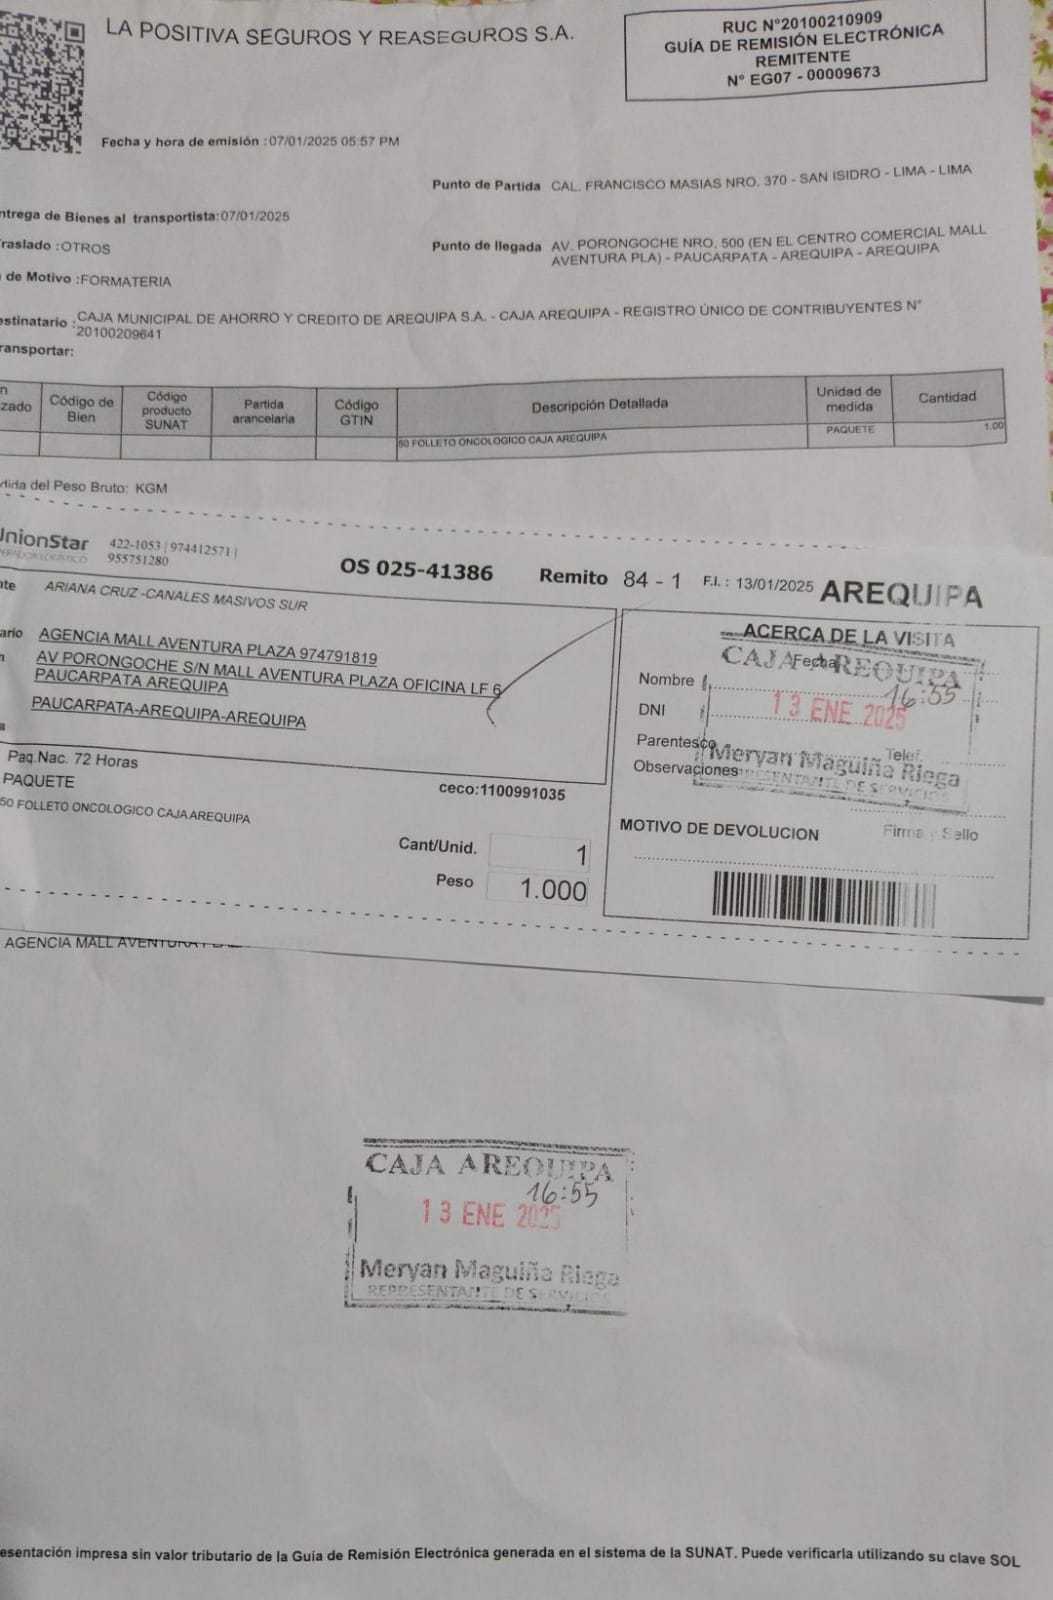 LA POSITIVA SEGUROS Y REASEGUROS S.A.
RUC N°20100210909
GUÍA DE REMISIÓN ELECTRÓNICA
REMITENTE
N° EG07 - 00009673
Fecha y hora de emisión :07/01/2025 05:57 PM
Punto de Partida CAL. FRANCISCO MASIAS NRO. 370 - SAN ISIDRO - LIMA - LIMA
ntrega de Bienes al transportista:07/01/2025
raslado :OTROS
Punto de llegada AV. PORONGOCHE NRO. 500 (EN EL CENTRO COMERCIAL MALL
AVENTURA PLA) - PAUCARPATA - AREQUIPA - AREQUIPA
de Motivo :FORMATERIA
estinatario : CAJA MUNICIPAL DE AHORRO Y CREDITO DE AREQUIPA S.A. - CAJA AREQUIPA - REGISTRO ÚNICO DE CONTRIBUYENTES N°
20100209641
ransportar:
n
zado
Código de
Bien
Código
producto
SUNAT
Partida
arancelaria
Código
GTIN
Descripción Detallada
Unidad de
medida
Cantidad
50 FOLLETO ONCOLOGICO CAJA AREQUIPA
PAQUETE
1.00
dida del Peso Bruto: KGM
UnionStar
422-1053 | 974412571 |
955751280
OS 025-41386
Remito 84 - 1
F.I. : 13/01/2025
AREQUIPA
nte ARIANA CRUZ -CANALES MASIVOS SUR
ario AGENCIA MALL AVENTURA PLAZA 974791819
n AV PORONGOCHE S/N MALL AVENTURA PLAZA OFICINA LF 6
PAUCARPATA AREQUIPA
PAUCARPATA-AREQUIPA-AREQUIPA
a
Paq.Nac. 72 Horas
PAQUETE
50 FOLLETO ONCOLOGICO CAJA AREQUIPA
ceco:1100991035
Cant/Unid. 1
Peso 1.000
ACERCA DE LA VISITA
CAJA AREQUIPA
Fecha
Nombre
16:55
DNI
13 ENE 2025
Parentesco
Telef.
Meryan Maguiña Riega
Observaciones
REPRESENTANTE DE SERVICIOS
MOTIVO DE DEVOLUCION
Firma y Sello
AGENCIA MALL AVENTURA
CAJA AREQUIPA
16:55
13 ENE 2025
Meryan Maguiña Riega
REPRESENTANTE DE SERVICIOS
esentación impresa sin valor tributario de la Guía de Remisión Electrónica generada en el sistema de la SUNAT. Puede verificarla utilizando su clave SOL